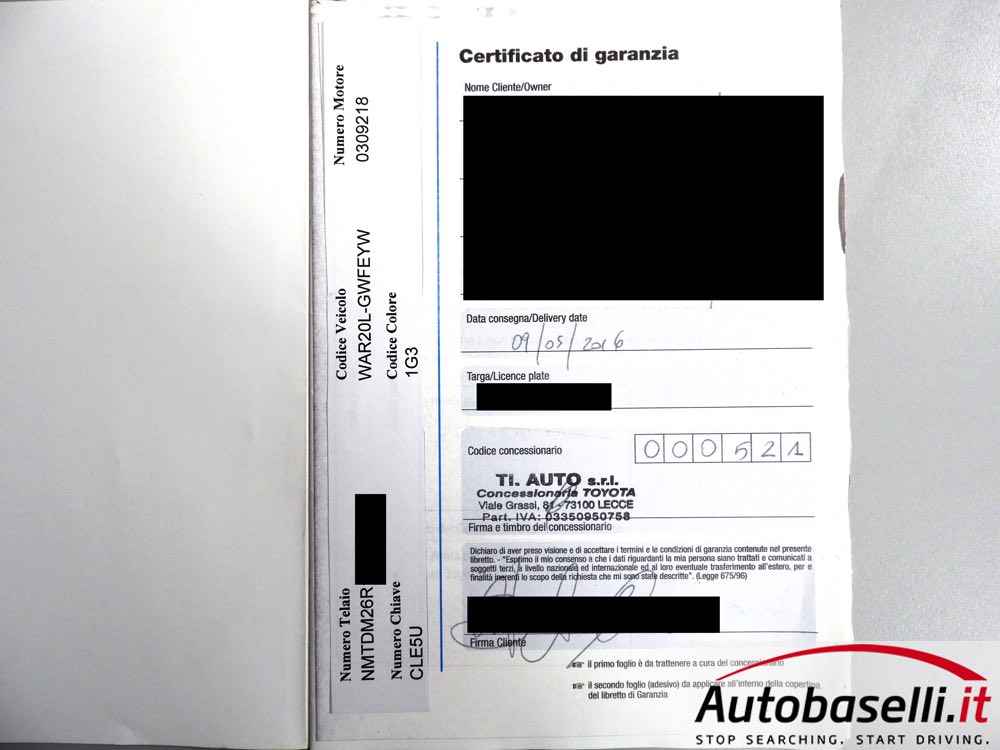 Numero Motore
0309218
Codice Veicolo
WAR20L-GWFEYW
Codice Colore
1G3
Numero Telaio
NMTDM26R
Numero Chiave
CLE5U
Certificato di garanzia
Nome Cliente/Owner
Data consegna/Delivery date
09/05/2016
Targa/Licence plate
Codice concessionario
000521
Ti. AUTO s.r.l.
Concessionaria TOYOTA
Viale Grassi, 81 - 73100 LECCE
Part. IVA: 03350950758
Firma e timbro del concessionario
Dichiaro di aver preso visione e di accettare i termini e le condizioni di garanzia contenute nel presente
libretto. - "Esprimo il mio consenso a che i dati riguardanti la mia persona siano trattati e comunicati a
soggetti terzi, a livello nazionale ed internazionale ed al loro eventuale trasferimento all'estero, per e
finalità inerenti lo scopo della richiesta che mi sono state descritte". (Legge 675/96)
Firma Cliente
il primo foglio è da trattenere a cura del concessionario
il secondo foglio (adesivo) da applicare all'interno della copertina
del libretto di Garanzia
Autobaselli.it
STOP SEARCHING. START DRIVING.